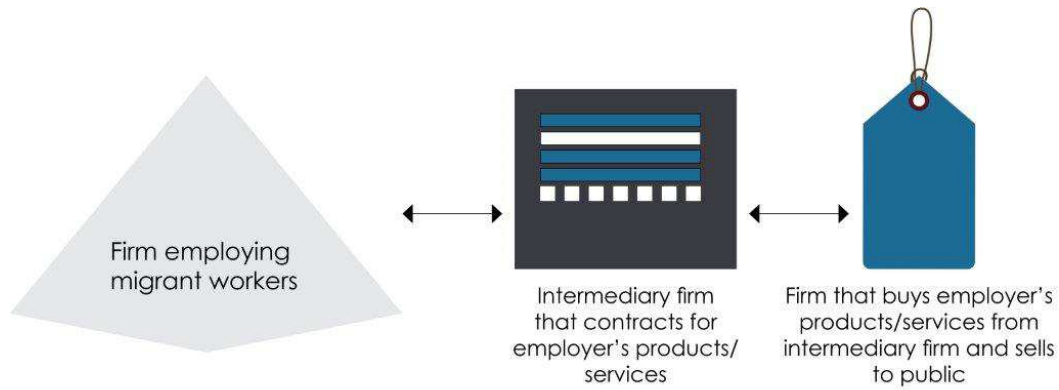 Firm employing
migrant workers
Intermediary firm
that contracts for
employer's products/
services
Firm that buys employer's
products/services from
intermediary firm and sells
to public